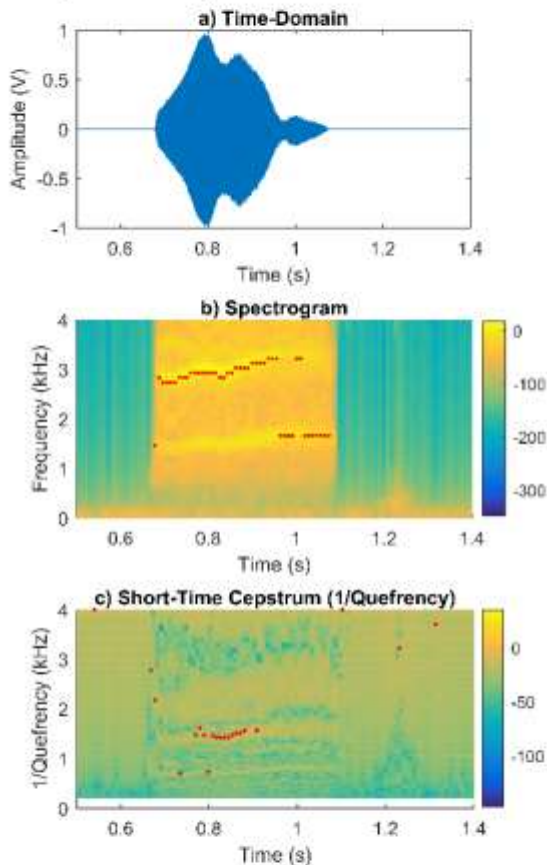 a) Time-Domain
1
0.5
0
-0.5
-1
Amplitude (V)
0.6 0.8 1 1.2 1.4
Time (s)
b) Spectrogram
4
3
2
1
0
Frequency (kHz)
0.6 0.8 1 1.2 1.4
Time (s)
0
-100
-200
-300
c) Short-Time Cepstrum (1/Quefrency)
4
3
2
1
0
1/Quefrency (kHz)
0.6 0.8 1 1.2 1.4
Time (s)
0
-50
-100